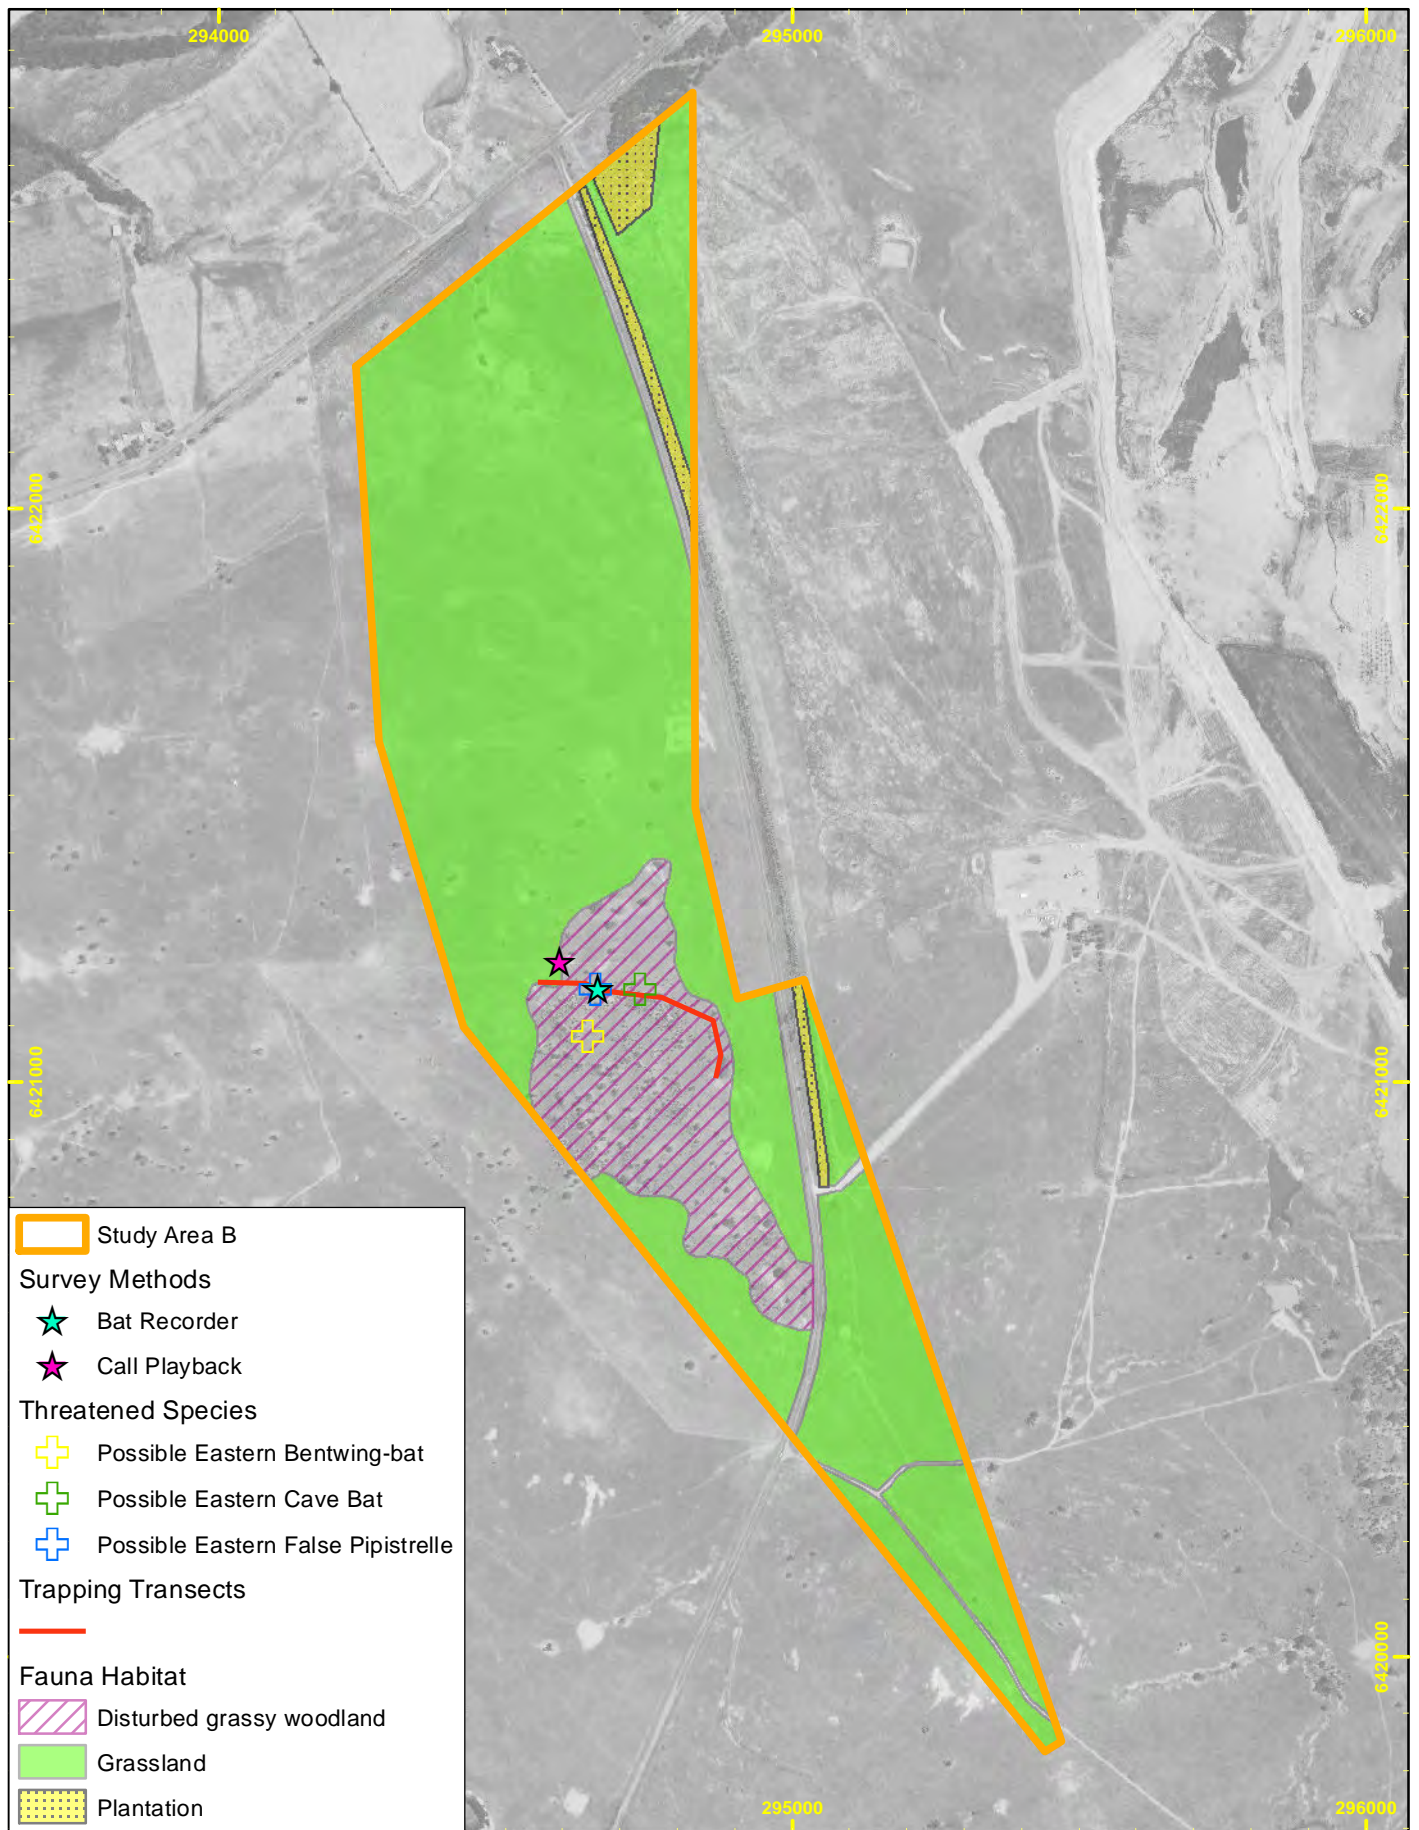 294000
295000
296000
6422000
6422000
6421000
6421000
Study Area B
Survey Methods
Bat Recorder
Call Playback
Threatened Species
Possible Eastern Bentwing-bat
Possible Eastern Cave Bat
Possible Eastern False Pipistrelle
Trapping Transects
Fauna Habitat
Disturbed grassy woodland
Grassland
Plantation
6420000
295000
296000